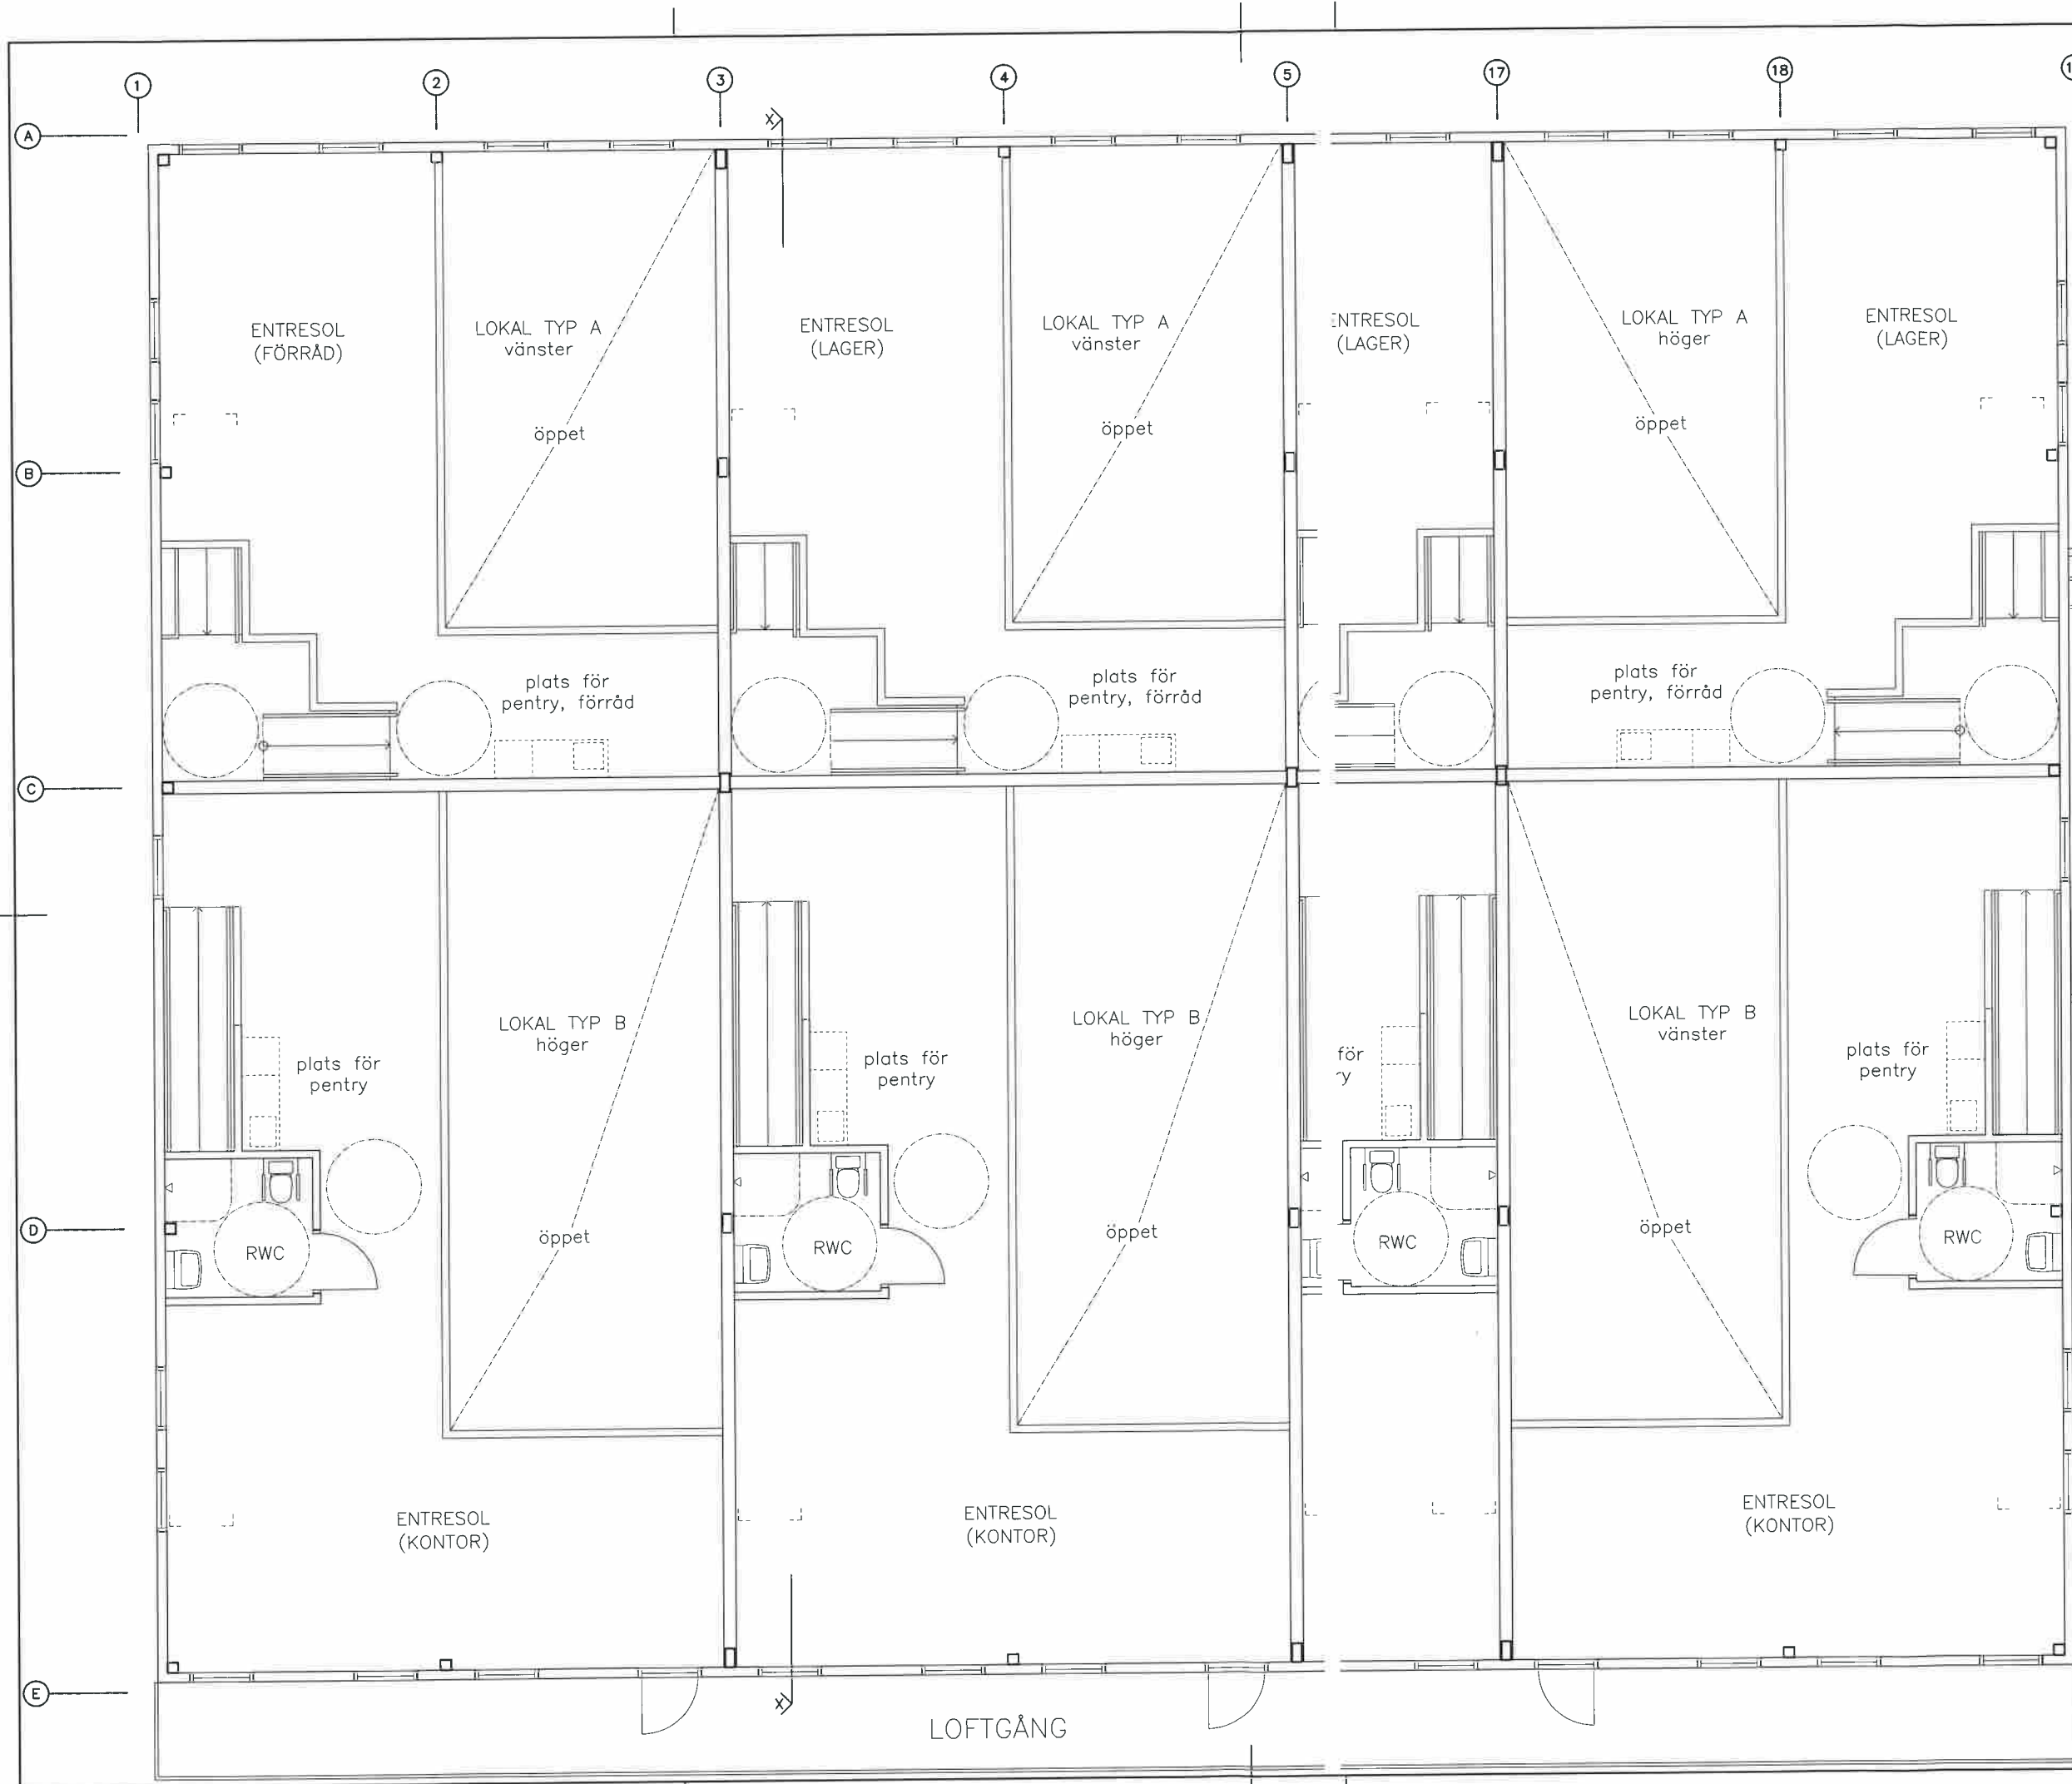 1
2
3
4
5
17
18
A
X
ENTRESOL
(FÖRRÅD)
LOKAL TYP A
vänster
ENTRESOL
(LAGER)
LOKAL TYP A
vänster
ENTRESOL
(LAGER)
LOKAL TYP A
höger
ENTRESOL
(LAGER)
öppet
öppet
öppet
B
plats för
pentry, förråd
plats för
pentry, förråd
plats för
pentry, förråd
C
LOKAL TYP B
höger
LOKAL TYP B
höger
LOKAL TYP B
vänster
plats för
pentry
plats för
pentry
för
plats för
pentry
D
RWC
öppet
RWC
öppet
RWC
öppet
RWC
ENTRESOL
(KONTOR)
ENTRESOL
(KONTOR)
ENTRESOL
(KONTOR)
E
X
LOFTGÅNG